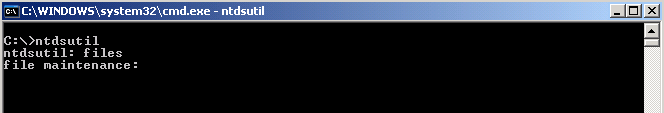 C:\WINDOWS\system32\cmd.exe - ntdsutil
C:\>ntdsutil
ntdsutil: files
file maintenance: